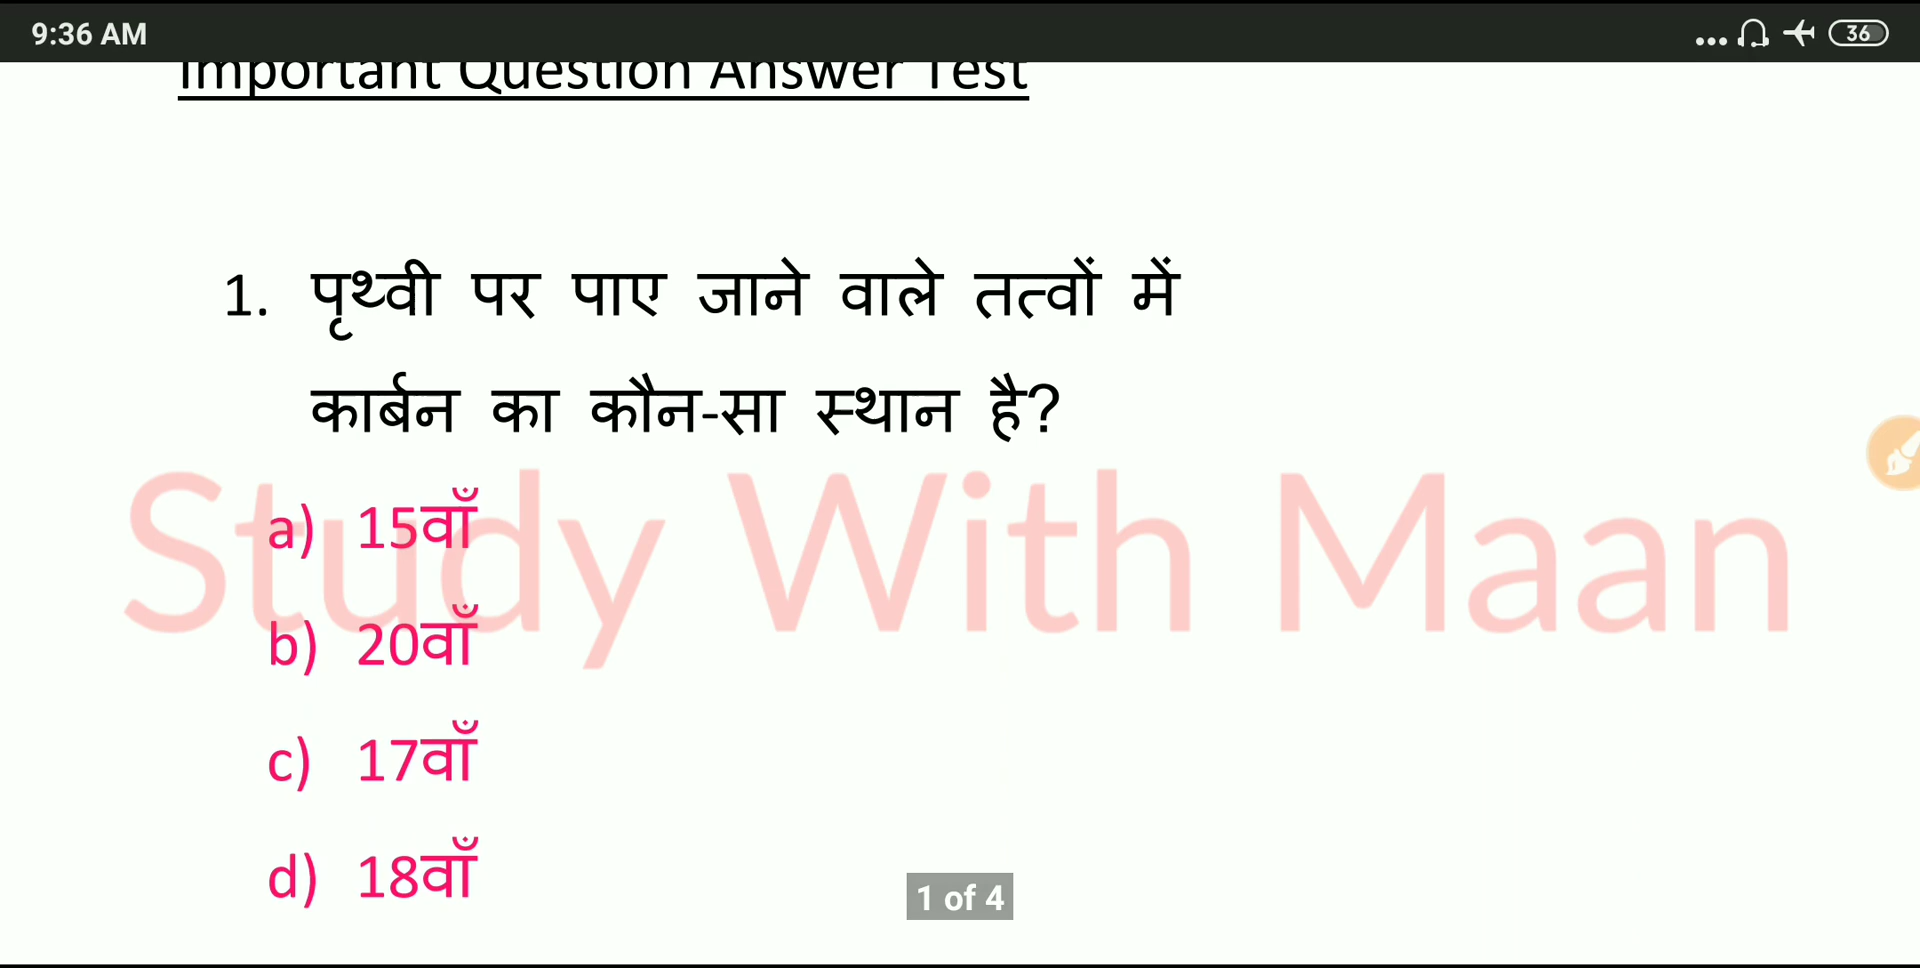 9:36 AM
36
Important Question Answer Test
1. पृथ्वी पर पाए जाने वाले तत्वों में
कार्बन का कौन-सा स्थान है?
Study With Maan
a) 15वाँ
b) 20वाँ
c) 17वाँ
d) 18वाँ
1 of 4